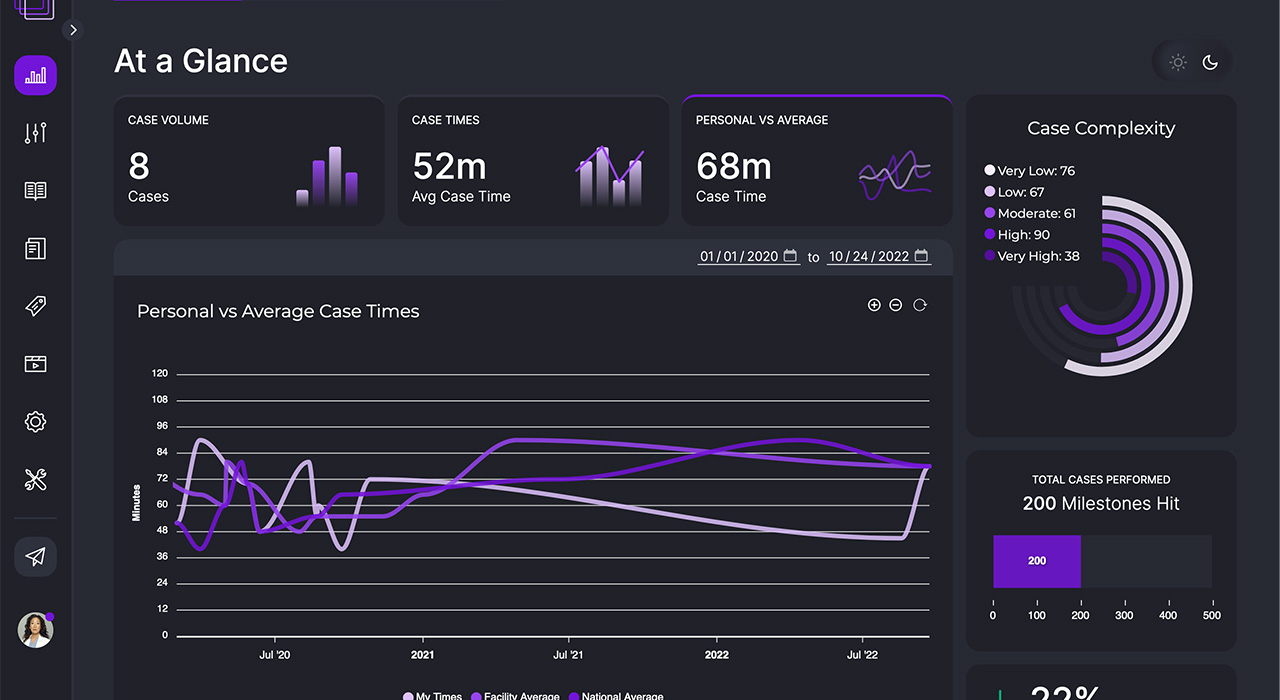 At a Glance
CASE VOLUME
8
Cases
CASE TIMES
52m
Avg Case Time
PERSONAL VS AVERAGE
68m
Case Time
Case Complexity
Very Low: 76
Low: 67
Moderate: 61
High: 90
Very High: 38
01/01/2020 to 10/24/2022
Personal vs Average Case Times
Minutes
120
108
96
84
72
60
48
36
24
12
0
Jul '20 2021 Jul '21 2022 Jul '22
My Times Facility Average National Average
TOTAL CASES PERFORMED
200 Milestones Hit
200
0 100 200 300 400 500
22%